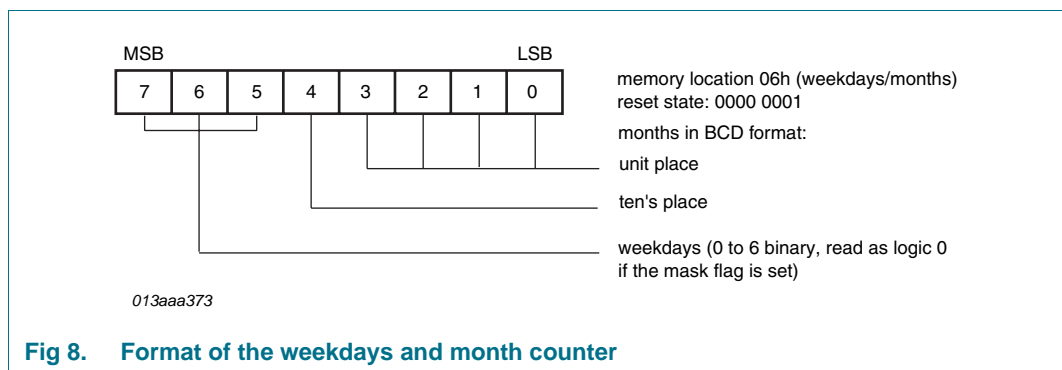 MSB LSB
7 6 5 4 3 2 1 0
memory location 06h (weekdays/months)
reset state: 0000 0001
months in BCD format:
unit place
ten's place
weekdays (0 to 6 binary, read as logic 0
if the mask flag is set)
013aaa373
Fig 8. Format of the weekdays and month counter